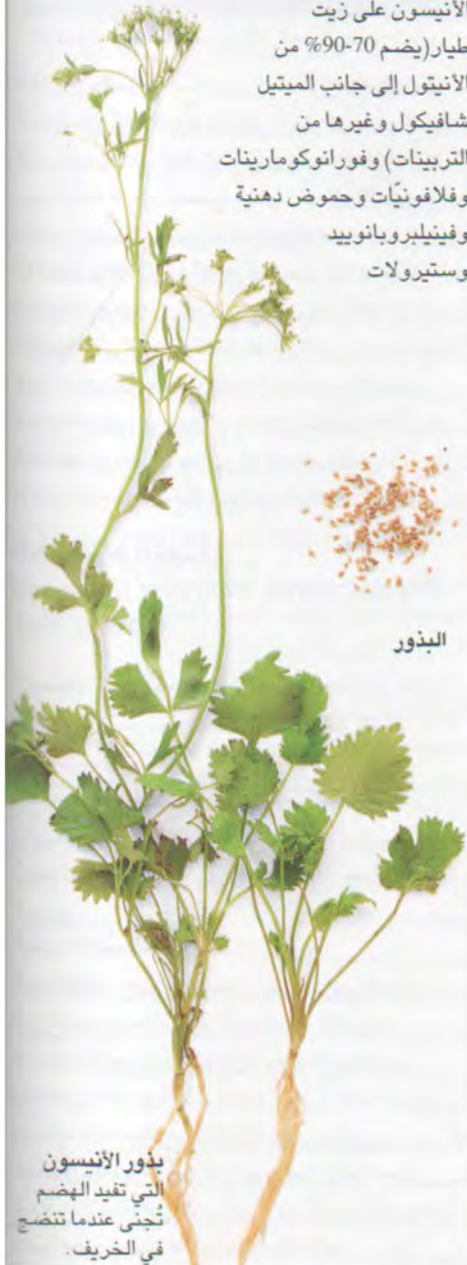 الأنيسون على زيت
طيار(يضم 70-90% من
الأنيتول إلى جانب الميتيل
شافيكول وغيرها من
التربينات) وفورانوكومارينات
وفلافونيّات وحموض دهنية
وفينيلبروبانوييد
وستيرولات
البذور
بذور الأنيسون
التي تفيد الهضم
تُجنى عندما تنضج
في الخريف.